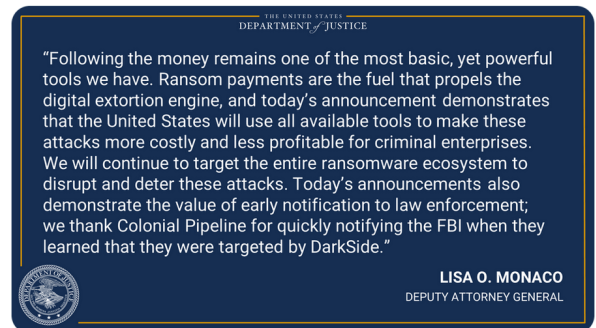 THE UNITED STATES
DEPARTMENT of JUSTICE
“Following the money remains one of the most basic, yet powerful
tools we have. Ransom payments are the fuel that propels the
digital extortion engine, and today’s announcement demonstrates
that the United States will use all available tools to make these
attacks more costly and less profitable for criminal enterprises.
We will continue to target the entire ransomware ecosystem to
disrupt and deter these attacks. Today’s announcements also
demonstrate the value of early notification to law enforcement;
we thank Colonial Pipeline for quickly notifying the FBI when they
learned that they were targeted by DarkSide.”
LISA O. MONACO
DEPUTY ATTORNEY GENERAL